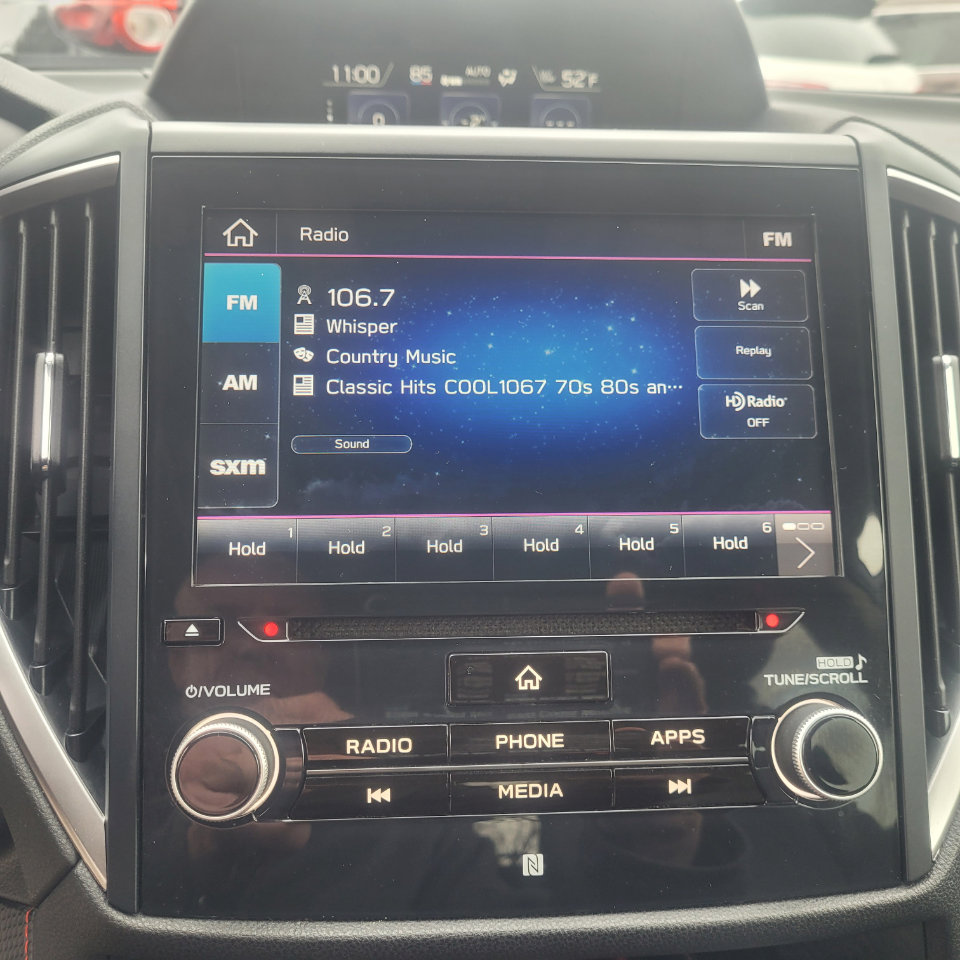 11:00 85 AUTO 52°F
0
Radio FM
FM
106.7
Whisper
Country Music
Classic Hits COOL1067 70s 80s an···
Sound
AM
sxm
Scan
Replay
HD Radio
OFF
1 2 3 4 5 6
Hold Hold Hold Hold Hold Hold
HOLD
/VOLUME TUNE/SCROLL
RADIO PHONE APPS
MEDIA
N